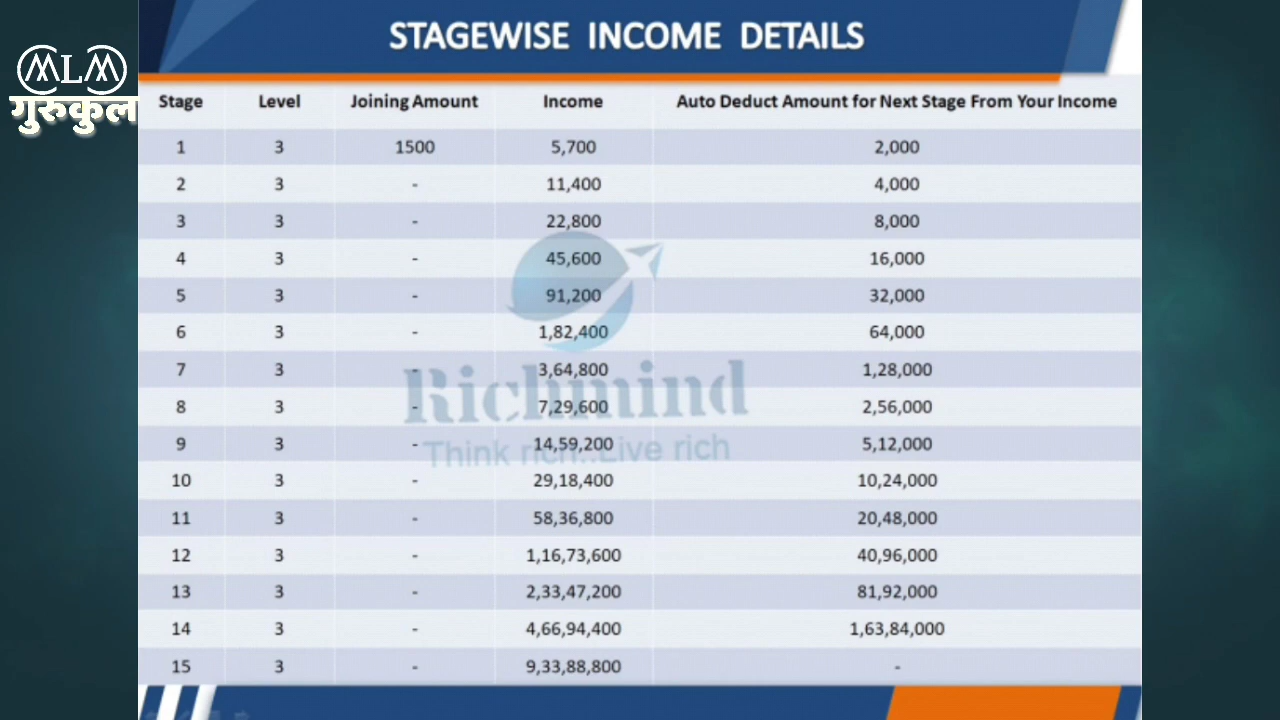 STAGEWISE INCOME DETAILS
MLM
गुरुकुल
Stage Level Joining Amount Income Auto Deduct Amount for Next Stage From Your Income
1 3 1500 5,700 2,000
2 3 - 11,400 4,000
3 3 - 22,800 8,000
4 3 - 45,600 16,000
5 3 - 91,200 32,000
6 3 - 1,82,400 64,000
7 3 - 3,64,800 1,28,000
8 3 - 7,29,600 2,56,000
9 3 - 14,59,200 5,12,000
10 3 - 29,18,400 10,24,000
11 3 - 58,36,800 20,48,000
12 3 - 1,16,73,600 40,96,000
13 3 - 2,33,47,200 81,92,000
14 3 - 4,66,94,400 1,63,84,000
15 3 - 9,33,88,800 -
Richmind
Think rich..Live rich